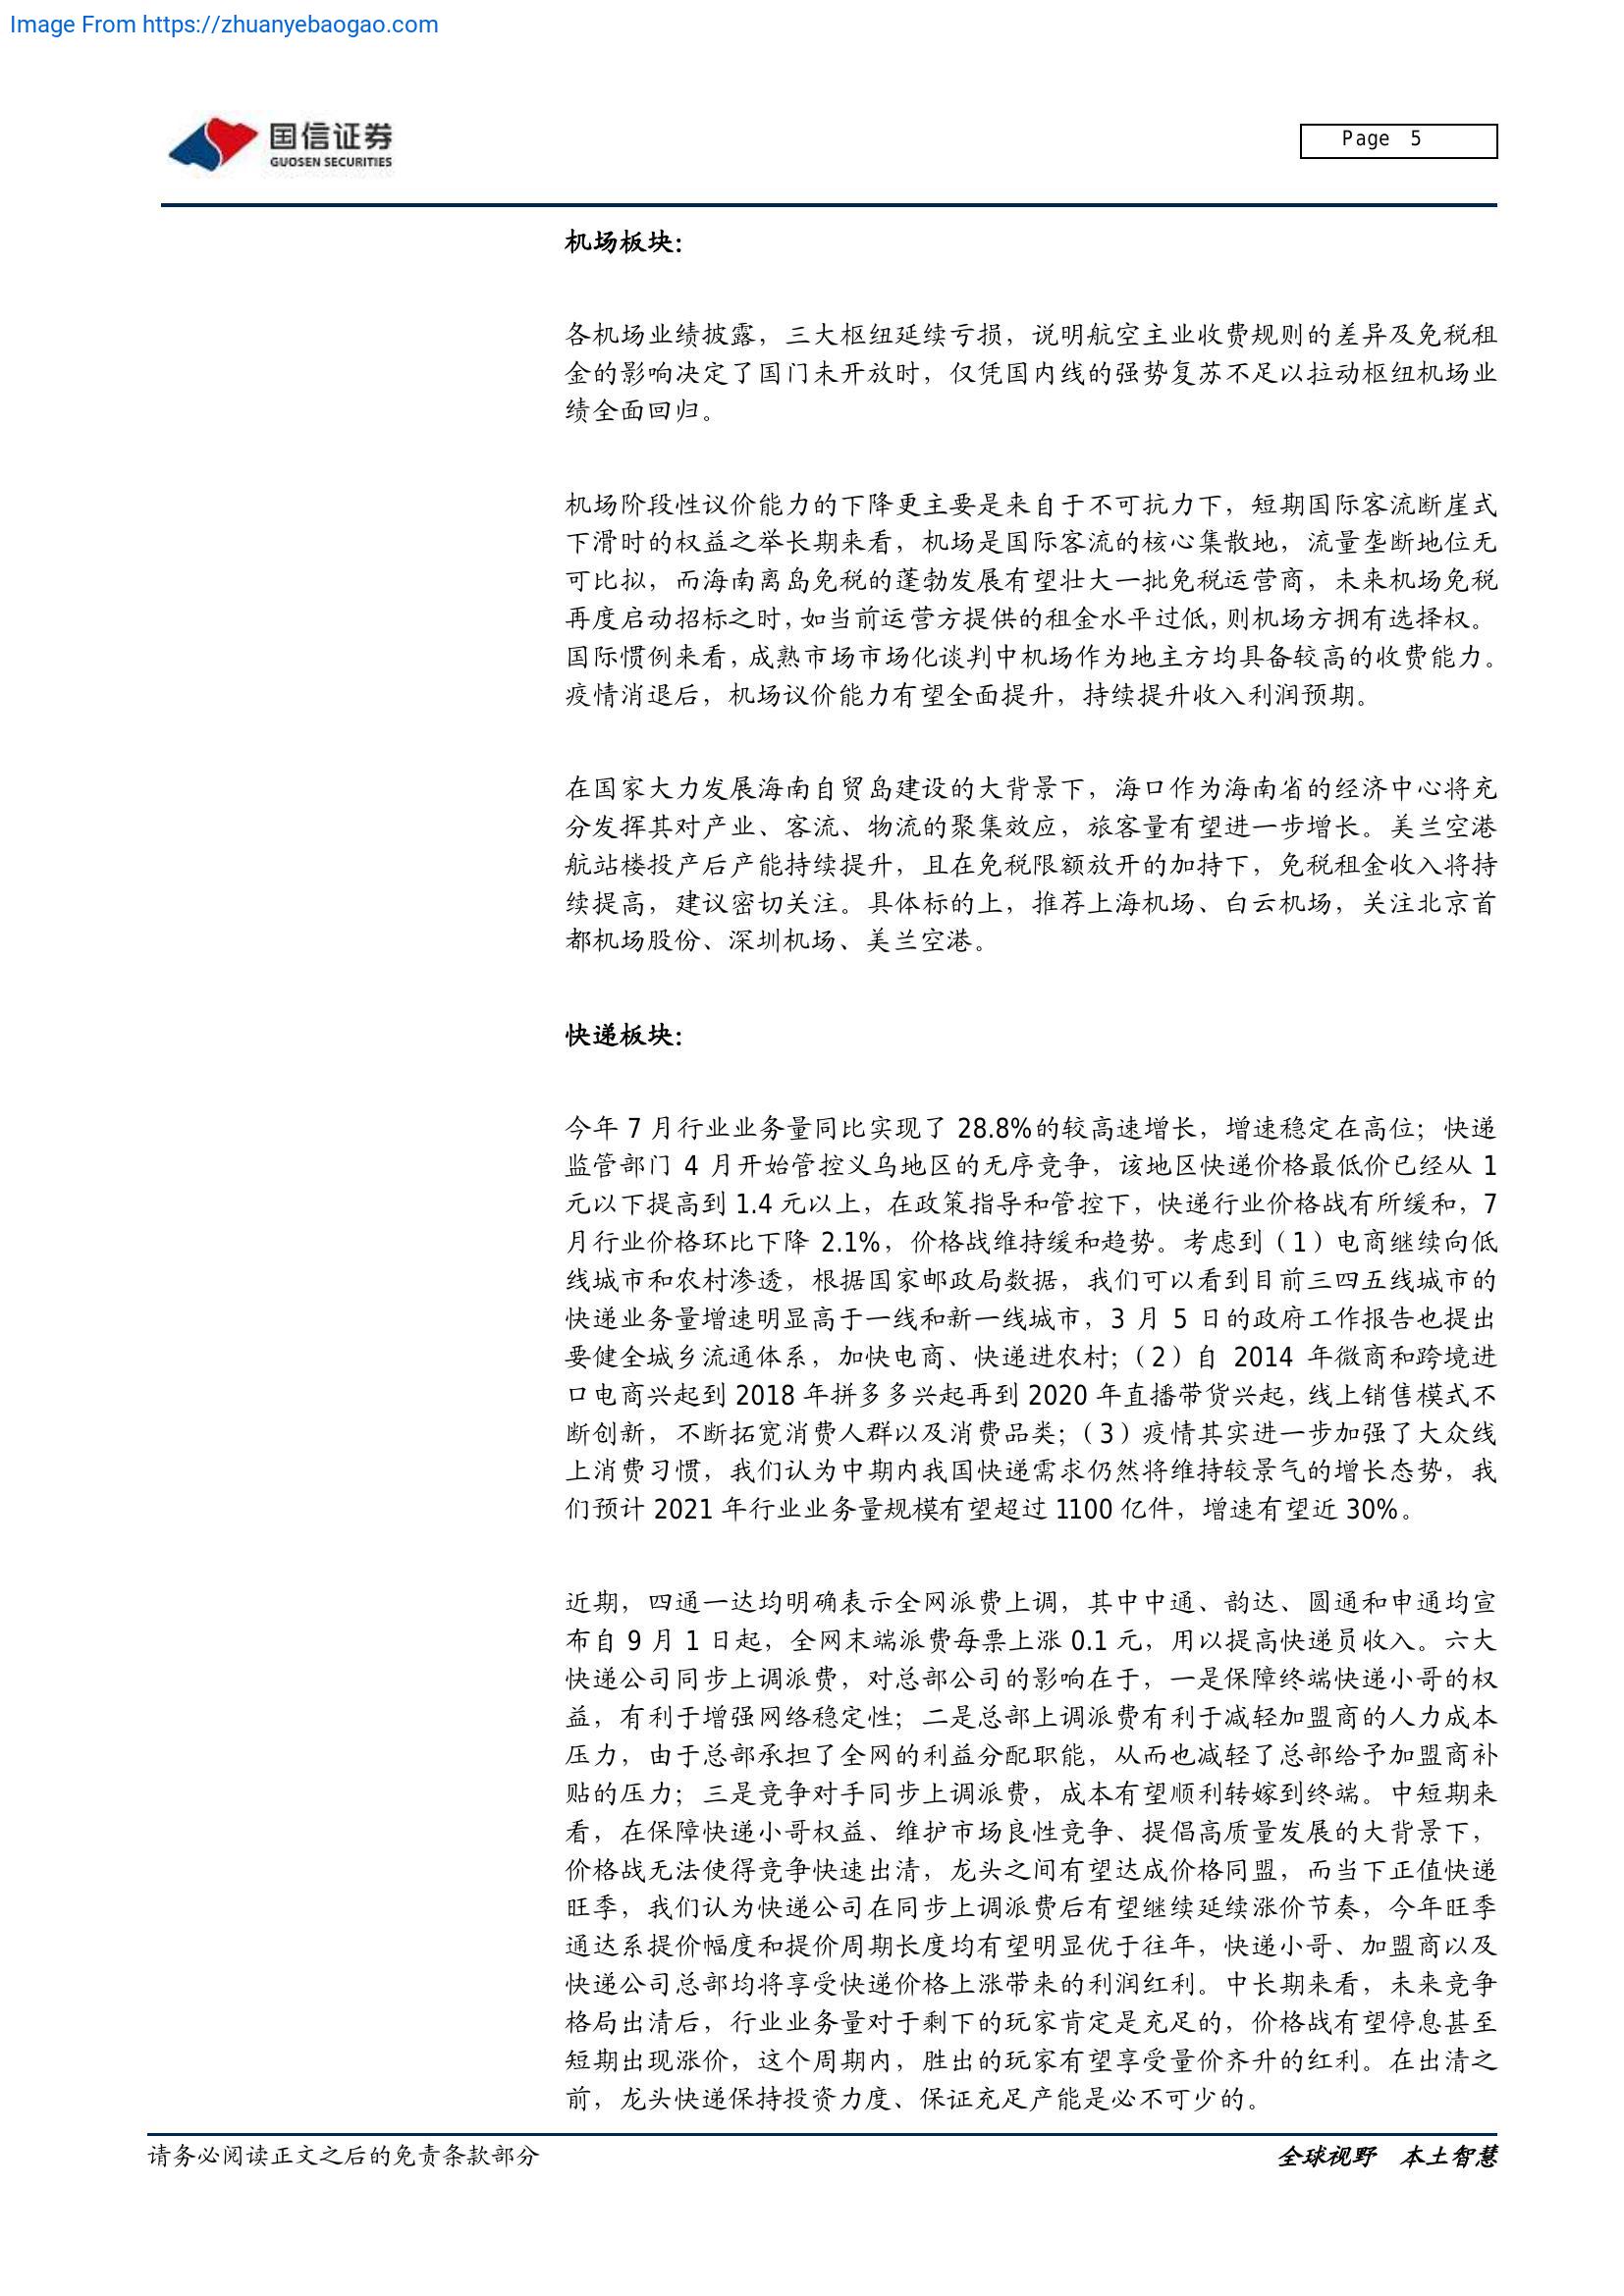 Image From https://zhuanyebaogao.com
国信证券
GUOSEN SECURITIES
Page 5
机场板块：
各机场业绩披露，三大枢纽延续亏损，说明航空主业收费规则的差异及免税租
金的影响决定了国门未开放时，仅凭国内线的强势复苏不足以拉动枢纽机场业
绩全面回归。
机场阶段性议价能力的下降更主要是来自于不可抗力下，短期国际客流断崖式
下滑时的权益之举长期来看，机场是国际客流的核心集散地，流量垄断地位无
可比拟，而海南离岛免税的蓬勃发展有望壮大一批免税运营商，未来机场免税
再度启动招标之时，如当前运营方提供的租金水平过低，则机场方拥有选择权。
国际惯例来看，成熟市场市场化谈判中机场作为地主方均具备较高的收费能力。
疫情消退后，机场议价能力有望全面提升，持续提升收入利润预期。
在国家大力发展海南自贸岛建设的大背景下，海口作为海南省的经济中心将充
分发挥其对产业、客流、物流的聚集效应，旅客量有望进一步增长。美兰空港
航站楼投产后产能持续提升，且在免税限额放开的加持下，免税租金收入将持
续提高，建议密切关注。具体标的上，推荐上海机场、白云机场，关注北京首
都机场股份、深圳机场、美兰空港。
快递板块：
今年 7 月行业业务量同比实现了 28.8%的较高速增长，增速稳定在高位；快递
监管部门 4 月开始管控义乌地区的无序竞争，该地区快递价格最低价已经从 1
元以下提高到 1.4 元以上，在政策指导和管控下，快递行业价格战有所缓和，7
月行业价格环比下降 2.1%，价格战维持缓和趋势。考虑到（1）电商继续向低
线城市和农村渗透，根据国家邮政局数据，我们可以看到目前三四五线城市的
快递业务量增速明显高于一线和新一线城市，3 月 5 日的政府工作报告也提出
要健全城乡流通体系，加快电商、快递进农村；（2）自 2014 年微商和跨境进
口电商兴起到 2018 年拼多多兴起再到 2020 年直播带货兴起，线上销售模式不
断创新，不断拓宽消费人群以及消费品类；（3）疫情其实进一步加强了大众线
上消费习惯，我们认为中期内我国快递需求仍然将维持较景气的增长态势，我
们预计 2021 年行业业务量规模有望超过 1100 亿件，增速有望近 30%。
近期，四通一达均明确表示全网派费上调，其中中通、韵达、圆通和申通均宣
布自 9 月 1 日起，全网末端派费每票上涨 0.1 元，用以提高快递员收入。六大
快递公司同步上调派费，对总部公司的影响在于，一是保障终端快递小哥的权
益，有利于增强网络稳定性；二是总部上调派费有利于减轻加盟商的人力成本
压力，由于总部承担了全网的利益分配职能，从而也减轻了总部给予加盟商补
贴的压力；三是竞争对手同步上调派费，成本有望顺利转嫁到终端。中短期来
看，在保障快递小哥权益、维护市场良性竞争、提倡高质量发展的大背景下，
价格战无法使得竞争快速出清，龙头之间有望达成价格同盟，而当下正值快递
旺季，我们认为快递公司在同步上调派费后有望继续延续涨价节奏，今年旺季
通达系提价幅度和提价周期长度均有望明显优于往年，快递小哥、加盟商以及
快递公司总部均将享受快递价格上涨带来的利润红利。中长期来看，未来竞争
格局出清后，行业业务量对于剩下的玩家肯定是充足的，价格战有望停息甚至
短期出现涨价，这个周期内，胜出的玩家有望享受量价齐升的红利。在出清之
前，龙头快递保持投资力度、保证充足产能是必不可少的。
请务必阅读正文之后的免责条款部分
全球视野 本土智慧